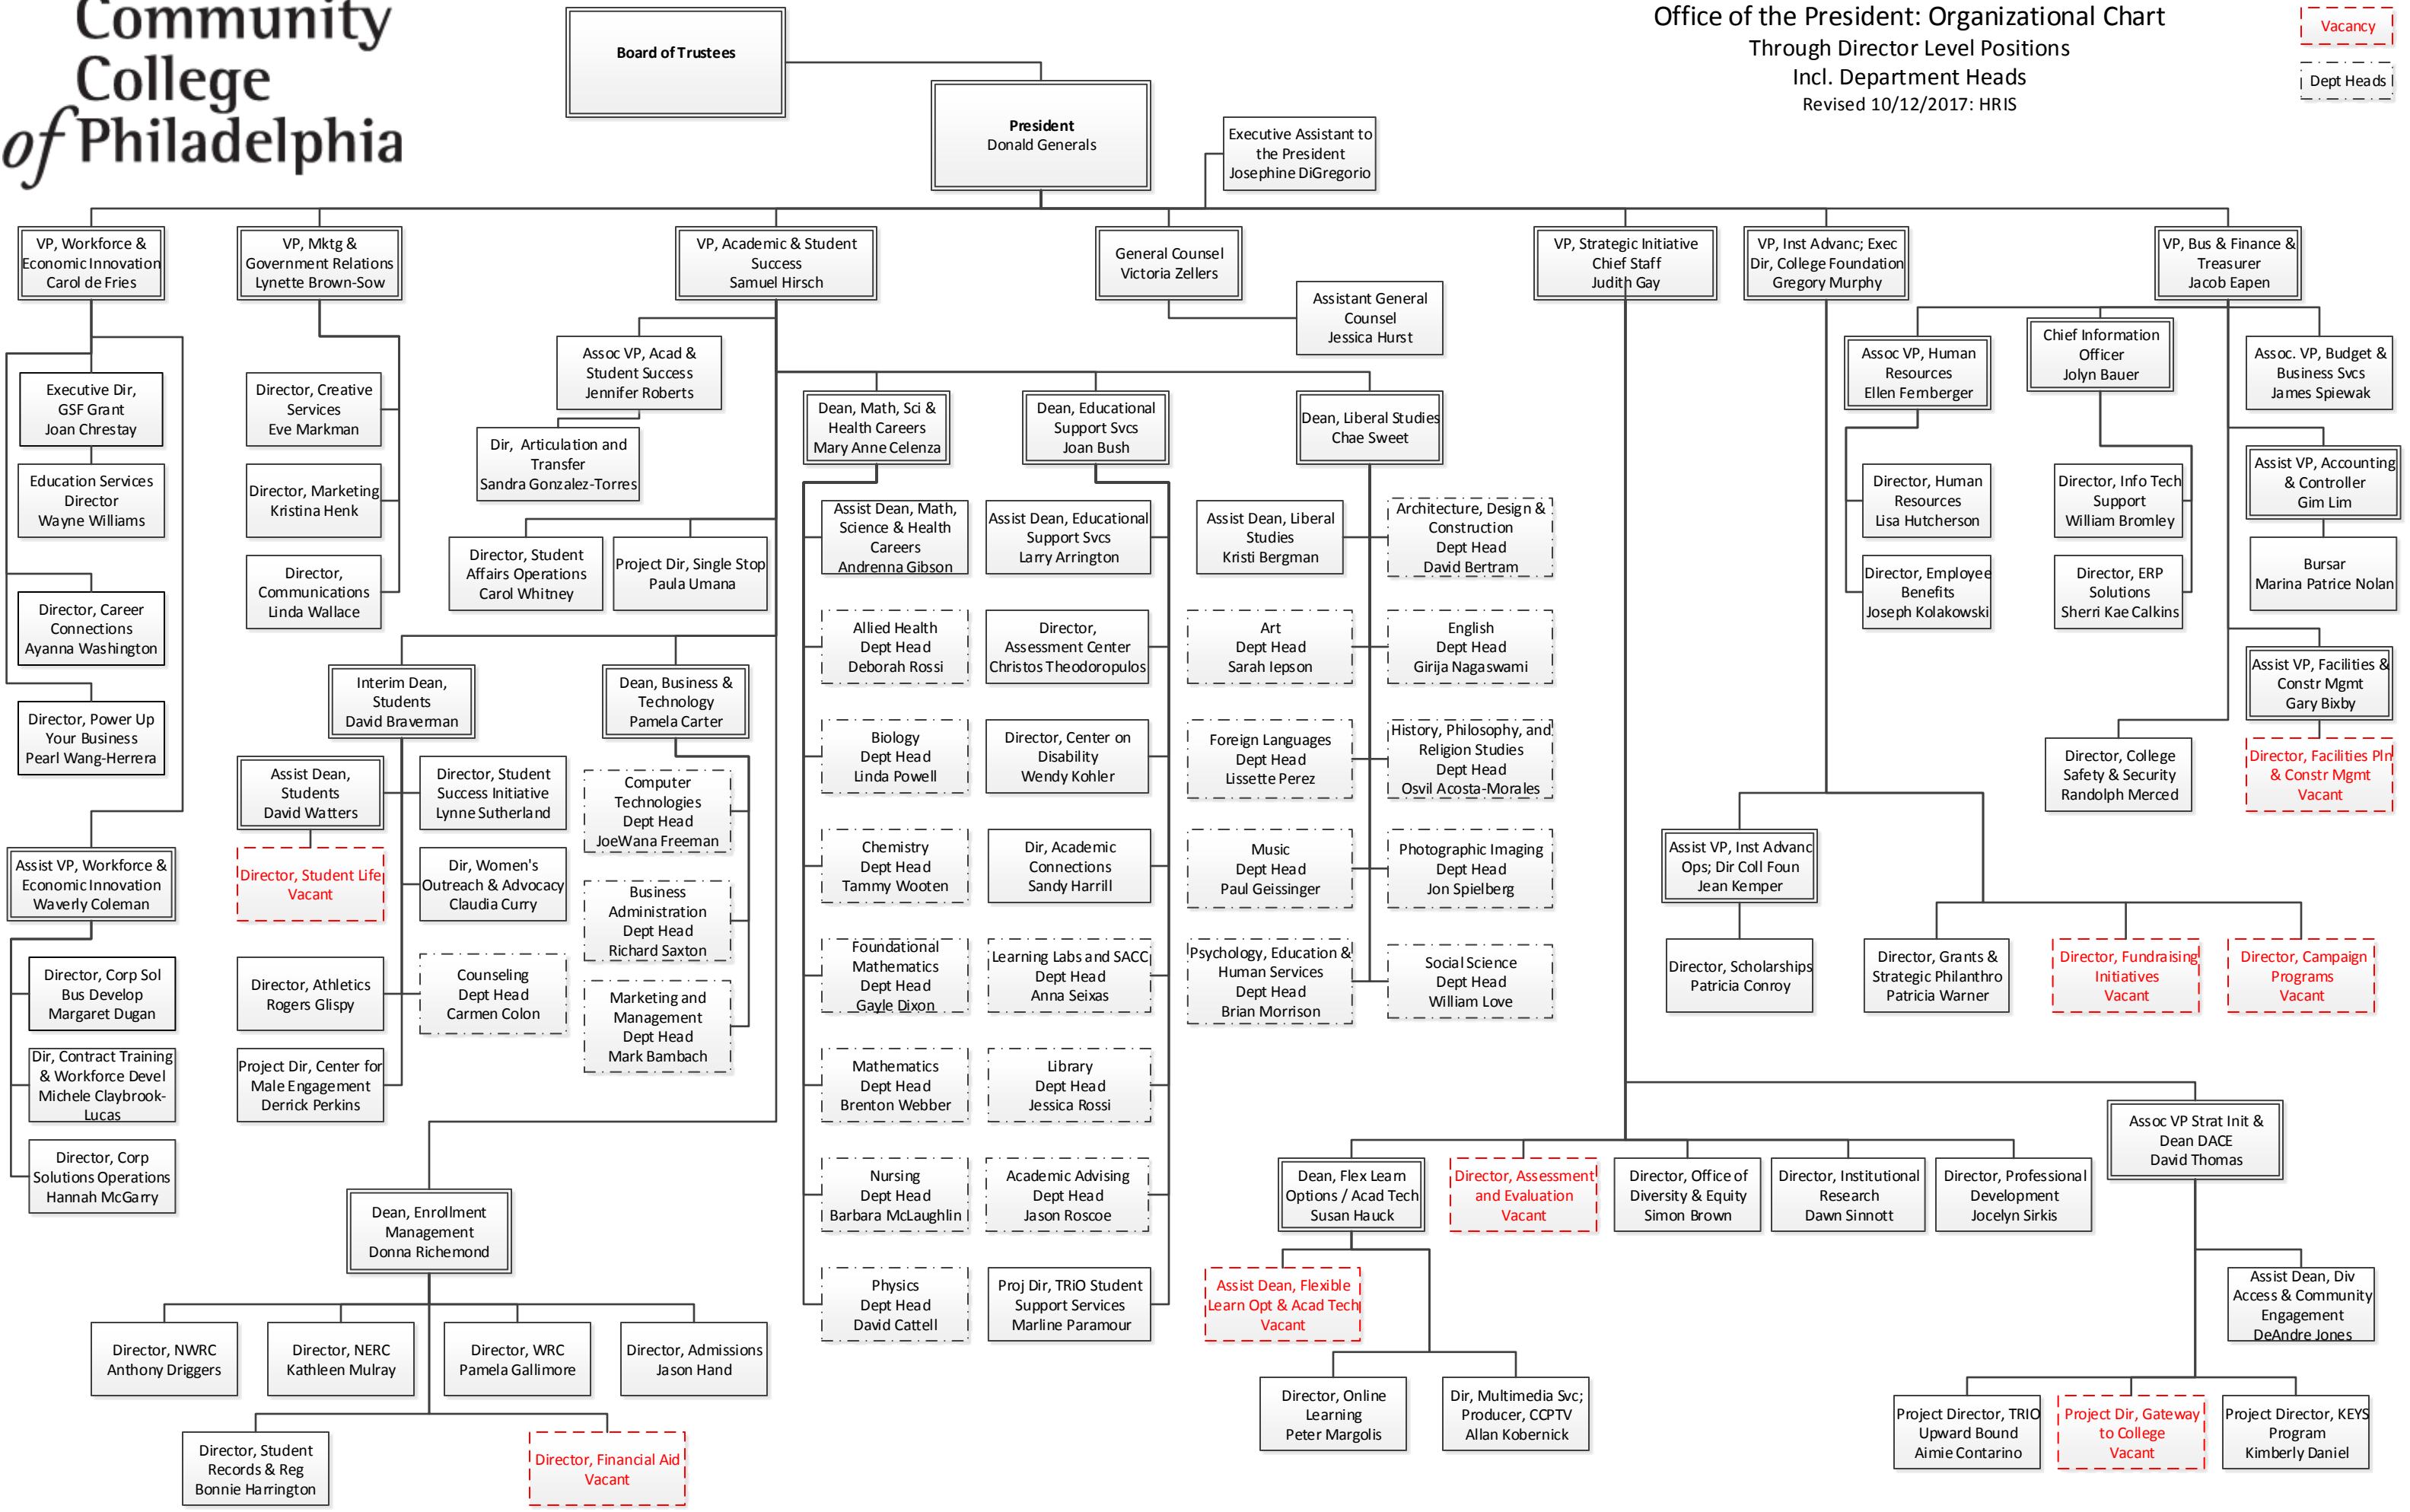 Community
College
of Philadelphia
Board of Trustees
President
Donald Generals
Office of the President: Organizational Chart
Through Director Level Positions
Incl. Department Heads
Revised 10/12/2017: HRIS
Vacancy
Dept Heads
Executive Assistant to
the President
Josephine DiGregorio
VP, Workforce &
Economic Innovation
Carol de Fries
VP, Mktg &
Government Relations
Lynette Brown-Sow
VP, Academic & Student
Success
Samuel Hirsch
General Counsel
Victoria Zellers
VP, Strategic Initiative
Chief Staff
Judith Gay
VP, Inst Advanc; Exec
Dir, College Foundation
Gregory Murphy
VP, Bus & Finance &
Treasurer
Jacob Eapen
Assistant General
Counsel
Jessica Hurst
Executive Dir,
GSF Grant
Joan Chrestay
Education Services
Director
Wayne Williams
Director, Career
Connections
Ayanna Washington
Director, Power Up
Your Business
Pearl Wang-Herrera
Assist VP, Workforce &
Economic Innovation
Waverly Coleman
Director, Corp Sol
Bus Develop
Margaret Dugan
Dir, Contract Training
& Workforce Devel
Michele Claybrook-
Lucas
Director, Corp
Solutions Operations
Hannah McGarry
Director, Creative
Services
Eve Markman
Director, Marketing
Kristina Henk
Director,
Communications
Linda Wallace
Assoc VP, Acad &
Student Success
Jennifer Roberts
Dir,  Articulation and
Transfer
Sandra Gonzalez-Torres
Director, Student
Affairs Operations
Carol Whitney
Project Dir, Single Stop
Paula Umana
Interim Dean,
Students
David Braverman
Assist Dean,
Students
David Watters
Director, Student Life
Vacant
Director, Athletics
Rogers Glispy
Project Dir, Center for
Male Engagement
Derrick Perkins
Director, Student
Success Initiative
Lynne Sutherland
Dir, Women's
Outreach & Advocacy
Claudia Curry
Counseling
Dept Head
Carmen Colon
Dean, Business &
Technology
Pamela Carter
Computer
Technologies
Dept Head
JoeWana Freeman
Business
Administration
Dept Head
Richard Saxton
Marketing and
Management
Dept Head
Mark Bambach
Dean, Enrollment
Management
Donna Richemond
Director, NWRC
Anthony Driggers
Director, NERC
Kathleen Mulray
Director, WRC
Pamela Gallimore
Director, Admissions
Jason Hand
Director, Student
Records & Reg
Bonnie Harrington
Director, Financial Aid
Vacant
Dean, Math, Sci &
Health Careers
Mary Anne Celenza
Assist Dean, Math,
Science & Health
Careers
Andrenna Gibson
Allied Health
Dept Head
Deborah Rossi
Biology
Dept Head
Linda Powell
Chemistry
Dept Head
Tammy Wooten
Foundational
Mathematics
Dept Head
Gayle Dixon
Mathematics
Dept Head
Brenton Webber
Nursing
Dept Head
Barbara McLaughlin
Physics
Dept Head
David Cattell
Dean, Educational
Support Svcs
Joan Bush
Assist Dean, Educational
Support Svcs
Larry Arrington
Director,
Assessment Center
Christos Theodoropulos
Director, Center on
Disability
Wendy Kohler
Dir, Academic
Connections
Sandy Harrill
Learning Labs and SACC
Dept Head
Anna Seixas
Library
Dept Head
Jessica Rossi
Academic Advising
Dept Head
Jason Roscoe
Proj Dir, TRiO Student
Support Services
Marline Paramour
Dean, Liberal Studies
Chae Sweet
Assist Dean, Liberal
Studies
Kristi Bergman
Art
Dept Head
Sarah Iepson
Foreign Languages
Dept Head
Lissette Perez
Music
Dept Head
Paul Geissinger
Psychology, Education &
Human Services
Dept Head
Brian Morrison
Architecture, Design &
Construction
Dept Head
David Bertram
English
Dept Head
Girija Nagaswami
History, Philosophy, and
Religion Studies
Dept Head
Osvil Acosta-Morales
Photographic Imaging
Dept Head
Jon Spielberg
Social Science
Dept Head
William Love
Dean, Flex Learn
Options / Acad Tech
Susan Hauck
Director, Assessment
and Evaluation
Vacant
Director, Office of
Diversity & Equity
Simon Brown
Director, Institutional
Research
Dawn Sinnott
Director, Professional
Development
Jocelyn Sirkis
Assist Dean, Flexible
Learn Opt & Acad Tech
Vacant
Director, Online
Learning
Peter Margolis
Dir, Multimedia Svc;
Producer, CCPTV
Allan Kobernick
Assoc VP Strat Init &
Dean DACE
David Thomas
Assist Dean, Div
Access & Community
Engagement
DeAndre Jones
Project Director, TRIO
Upward Bound
Aimie Contarino
Project Dir, Gateway
to College
Vacant
Project Director, KEYS
Program
Kimberly Daniel
Assist VP, Inst Advanc
Ops; Dir Coll Foun
Jean Kemper
Director, Scholarships
Patricia Conroy
Director, Grants &
Strategic Philanthro
Patricia Warner
Director, Fundraising
Initiatives
Vacant
Director, Campaign
Programs
Vacant
Assoc VP, Human
Resources
Ellen Fernberger
Director, Human
Resources
Lisa Hutcherson
Director, Employee
Benefits
Joseph Kolakowski
Chief Information
Officer
Jolyn Bauer
Director, Info Tech
Support
William Bromley
Director, ERP
Solutions
Sherri Kae Calkins
Assoc. VP, Budget &
Business Svcs
James Spiewak
Assist VP, Accounting
& Controller
Gim Lim
Bursar
Marina Patrice Nolan
Assist VP, Facilities &
Constr Mgmt
Gary Bixby
Director, College
Safety & Security
Randolph Merced
Director, Facilities Pln
& Constr Mgmt
Vacant